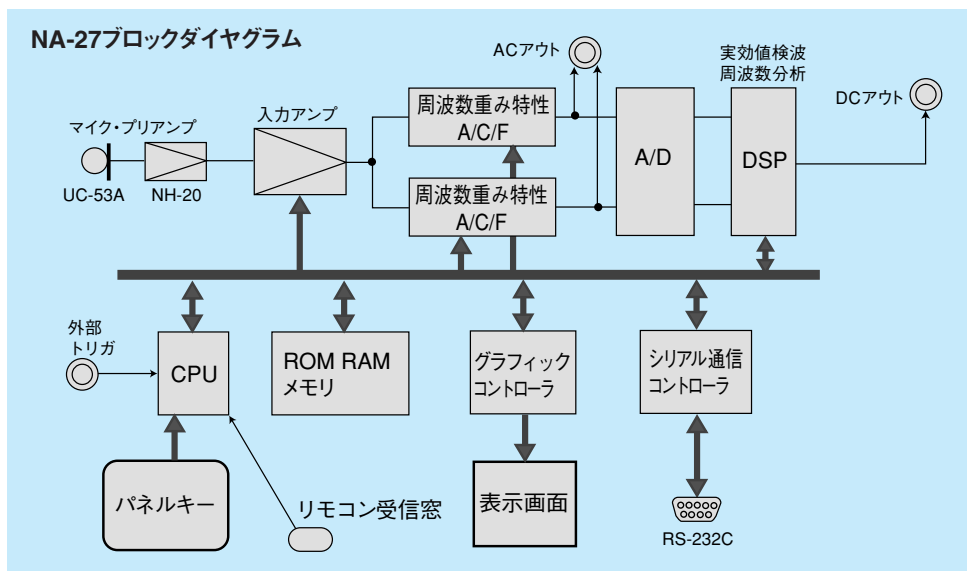 NA-27ブロックダイヤグラム
ACアウト
実効値検波
周波数分析
DCアウト
マイク・プリアンプ
入力アンプ
周波数重み特性
A/C/F
A/D
DSP
UC-53A
NH-20
周波数重み特性
A/C/F
外部
トリガ
CPU
ROM RAM
メモリ
グラフィック
コントローラ
シリアル通信
コントローラ
パネルキー
リモコン受信窓
表示画面
RS-232C